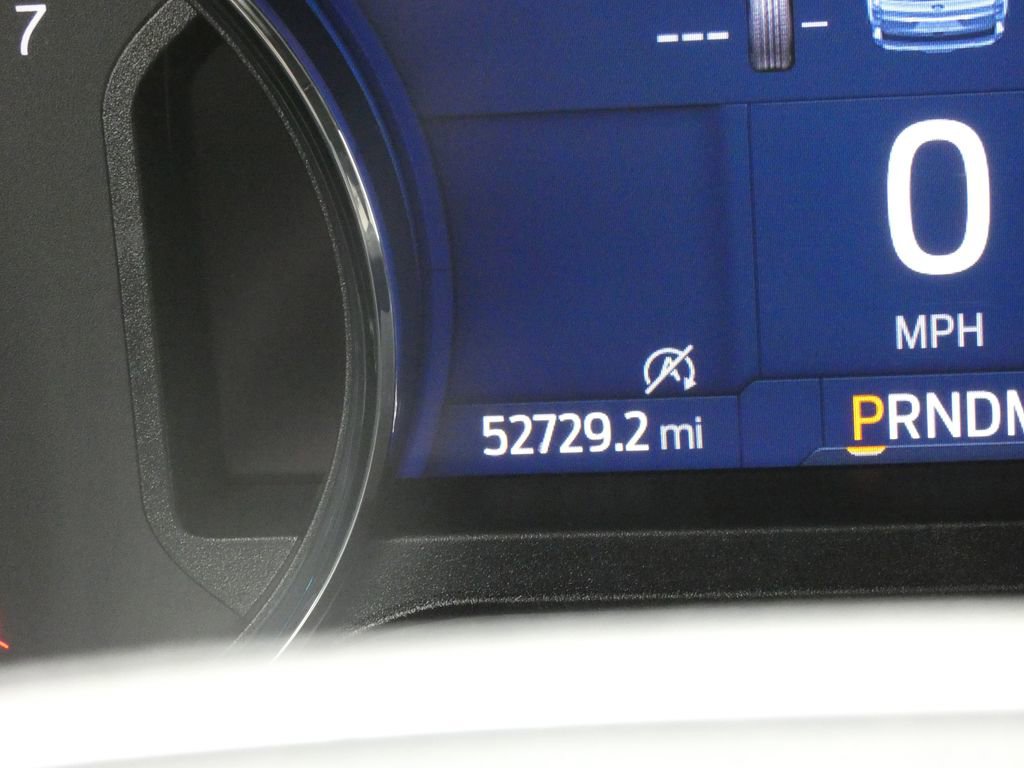 7
--- -
0
MPH
52729.2 mi
PRNDM